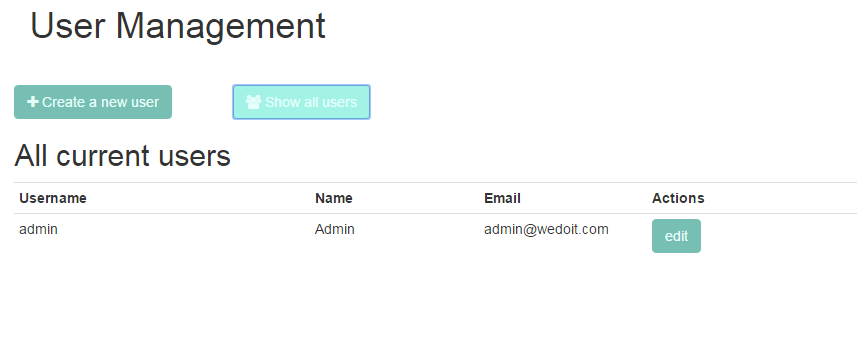 User Management
Create a new user Show all users
All current users
Username Name Email Actions
admin Admin admin@wedoit.com edit